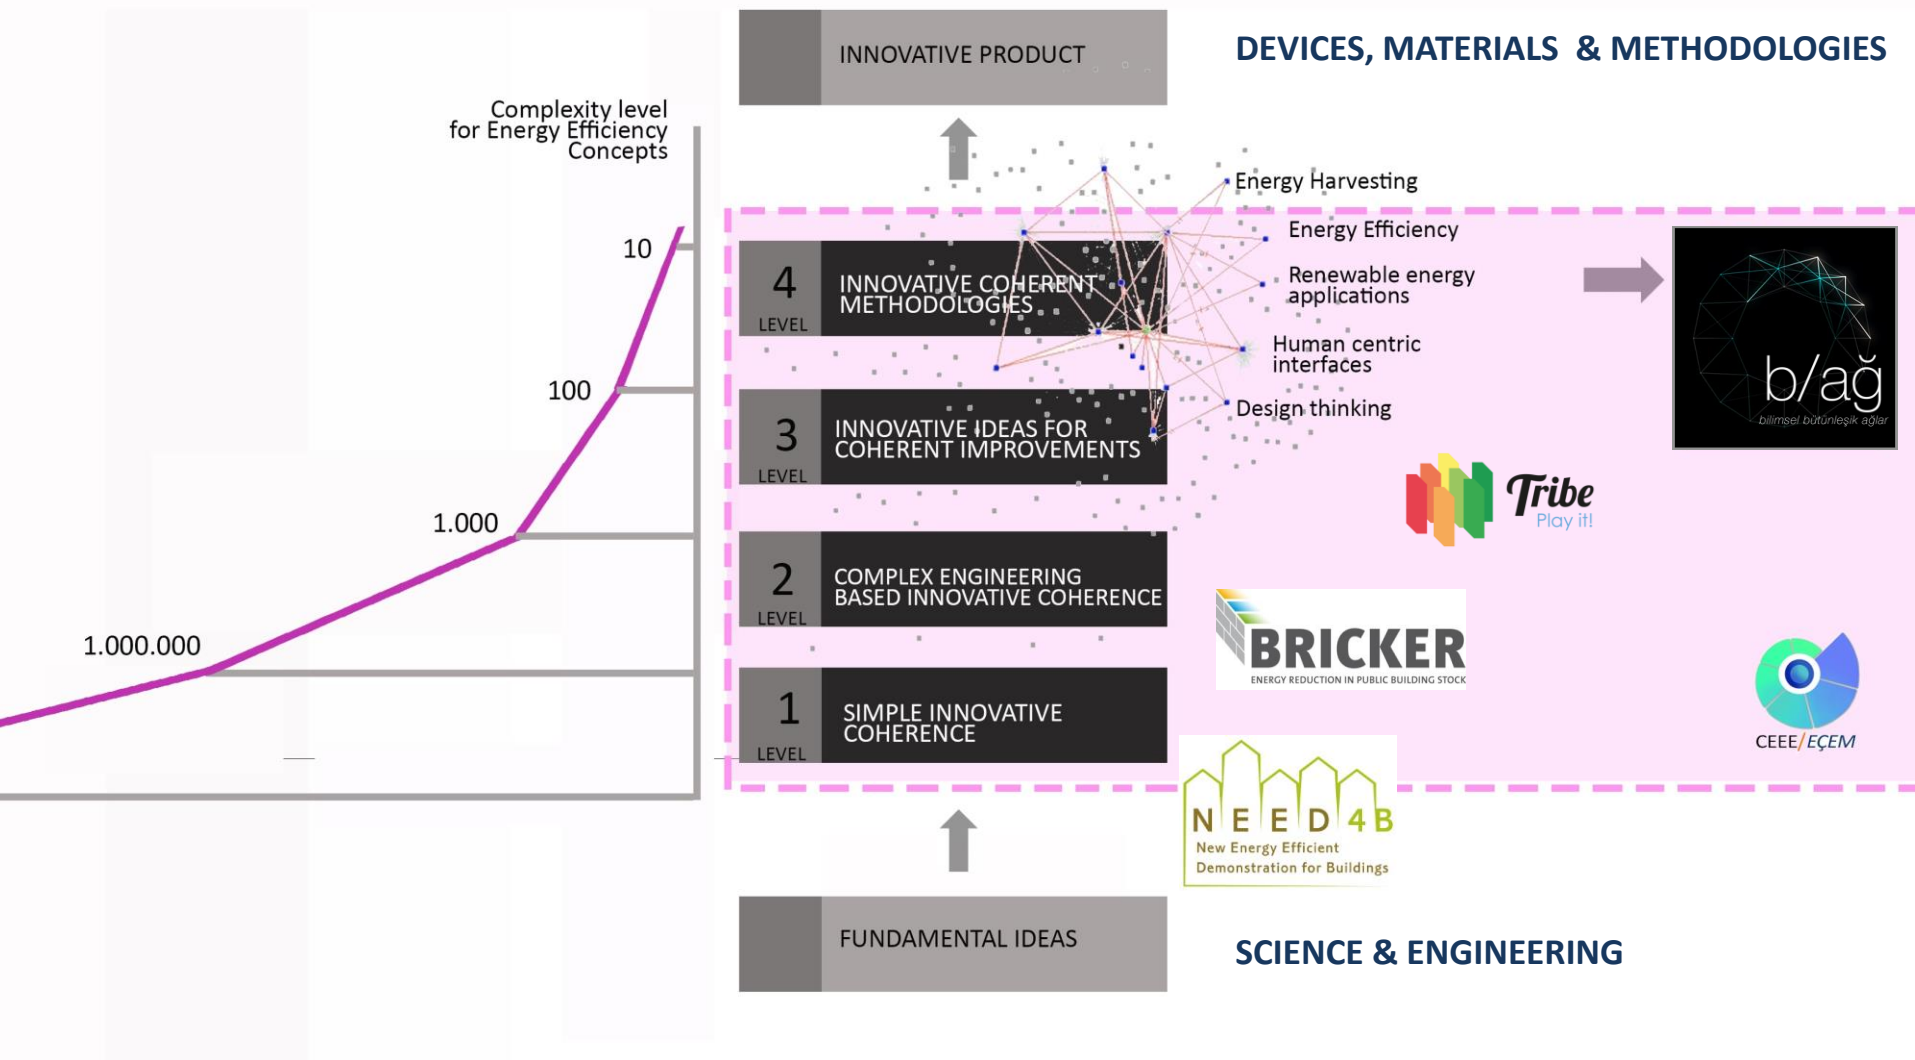 INNOVATIVE PRODUCT
DEVICES, MATERIALS & METHODOLOGIES
Complexity level
for Energy Efficiency
Concepts
10
100
1.000
1.000.000
4
LEVEL
INNOVATIVE COHERENT
METHODOLOGIES
3
LEVEL
INNOVATIVE IDEAS FOR
COHERENT IMPROVEMENTS
2
LEVEL
COMPLEX ENGINEERING
BASED INNOVATIVE COHERENCE
1
LEVEL
SIMPLE INNOVATIVE
COHERENCE
Energy Harvesting
Energy Efficiency
Renewable energy
applications
Human centric
interfaces
Design thinking
b/ağ
bilimsel bütünleşik ağlar
Tribe
Play it!
BRICKER
ENERGY REDUCTION IN PUBLIC BUILDING STOCK
CEEE/EÇEM
NEED4B
New Energy Efficient
Demonstration for Buildings
FUNDAMENTAL IDEAS
SCIENCE & ENGINEERING